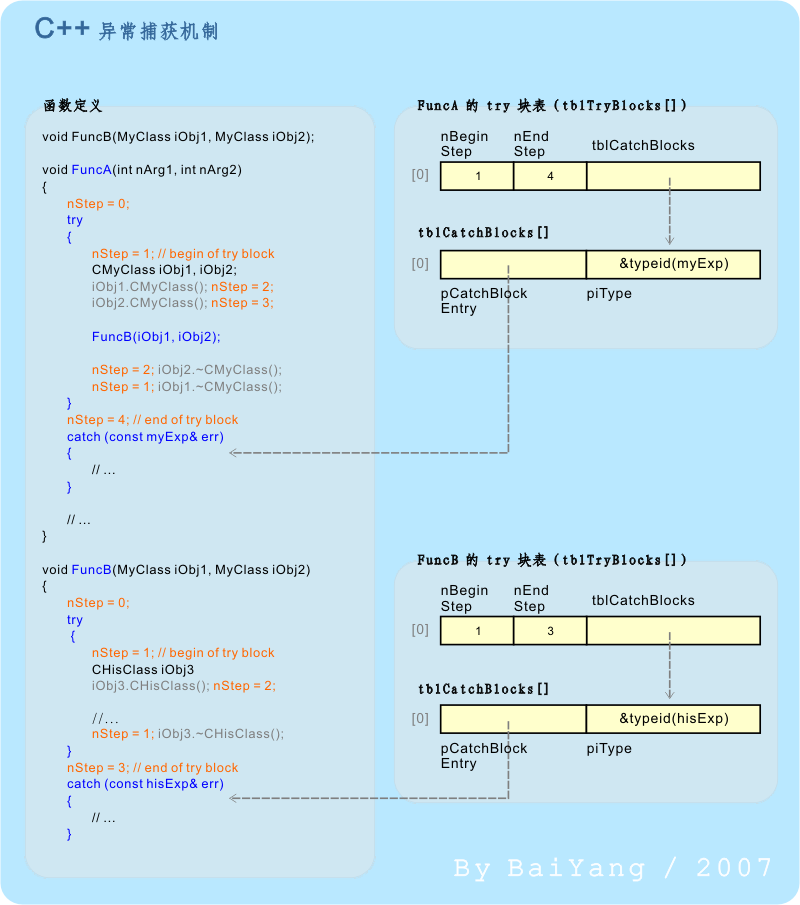 C++ 异常捕获机制
函数定义
void FuncB(MyClass iObj1, MyClass iObj2);
void FuncA(int nArg1, int nArg2)
{
nStep = 0;
try
{
nStep = 1; // begin of try block
CMyClass iObj1, iObj2;
iObj1.CMyClass(); nStep = 2;
iObj2.CMyClass(); nStep = 3;
FuncB(iObj1, iObj2);
nStep = 2; iObj2.~CMyClass();
nStep = 1; iObj1.~CMyClass();
}
nStep = 4; // end of try block
catch (const myExp& err)
{
// ...
}
// ...
}
void FuncB(MyClass iObj1, MyClass iObj2)
{
nStep = 0;
try
{
nStep = 1; // begin of try block
CHisClass iObj3
iObj3.CHisClass(); nStep = 2;
//...
nStep = 1; iObj3.~CHisClass();
}
nStep = 3; // end of try block
catch (const hisExp& err)
{
// ...
}
FuncA 的 try 块表 (tblTryBlocks[])
nBegin Step
nEnd Step
tblCatchBlocks
[0] 1 4
tblCatchBlocks[]
[0] &typeid(myExp)
pCatchBlock Entry
piType
FuncB 的 try 块表 (tblTryBlocks[])
nBegin Step
nEnd Step
tblCatchBlocks
[0] 1 3
tblCatchBlocks[]
[0] &typeid(hisExp)
pCatchBlock Entry
piType
By BaiYang / 2007